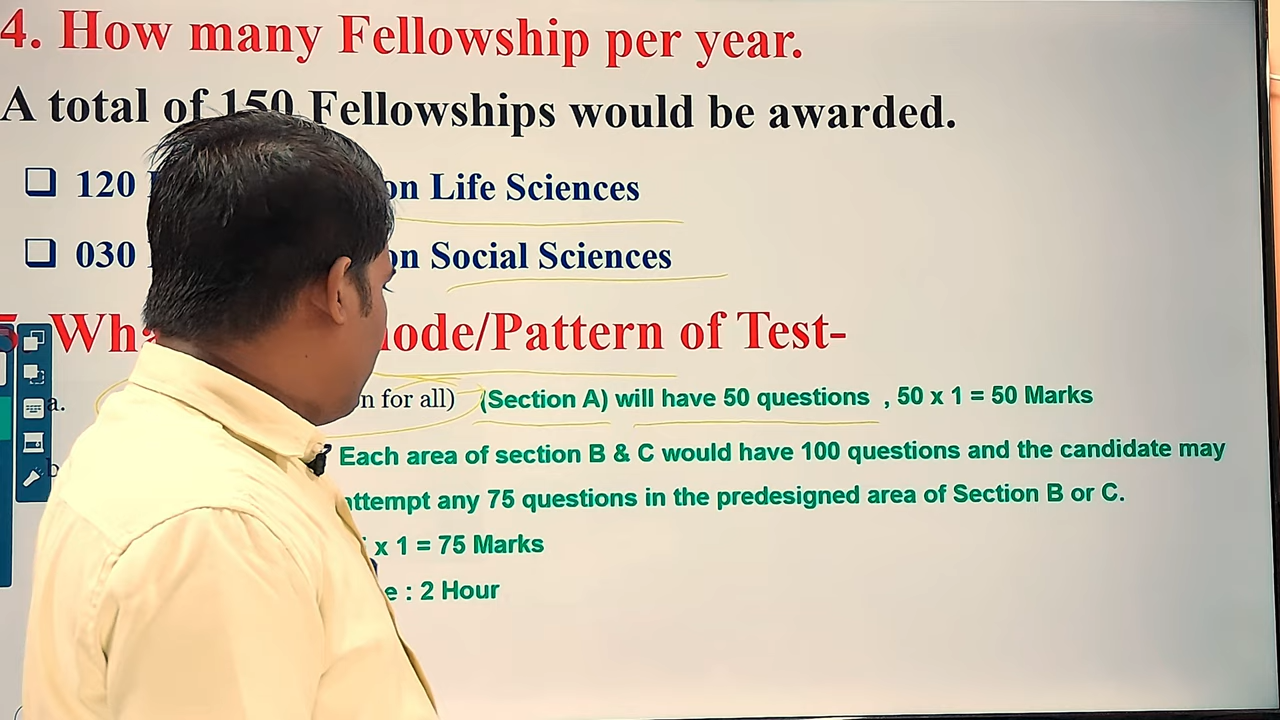 4. How many Fellowship per year.
A total of 150 Fellowships would be awarded.
120 on Life Sciences
030 on Social Sciences
5. Wha ode/Pattern of Test-
a. n for all) (Section A) will have 50 questions , 50 x 1 = 50 Marks
b Each area of section B & C would have 100 questions and the candidate may
attempt any 75 questions in the predesigned area of Section B or C.
x 1 = 75 Marks
e : 2 Hour